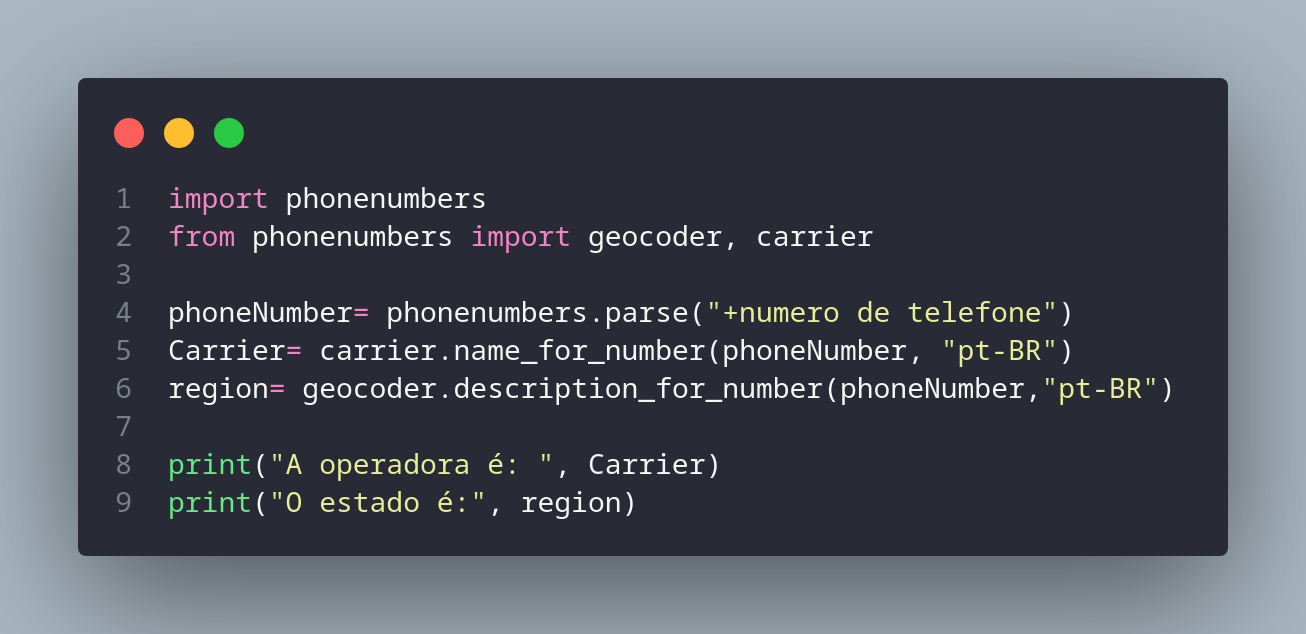 1 import phonenumbers
2 from phonenumbers import geocoder, carrier
3
4 phoneNumber= phonenumbers.parse("+numero de telefone")
5 Carrier= carrier.name_for_number(phoneNumber, "pt-BR")
6 region= geocoder.description_for_number(phoneNumber,"pt-BR")
7
8 print("A operadora é: ", Carrier)
9 print("O estado é:", region)